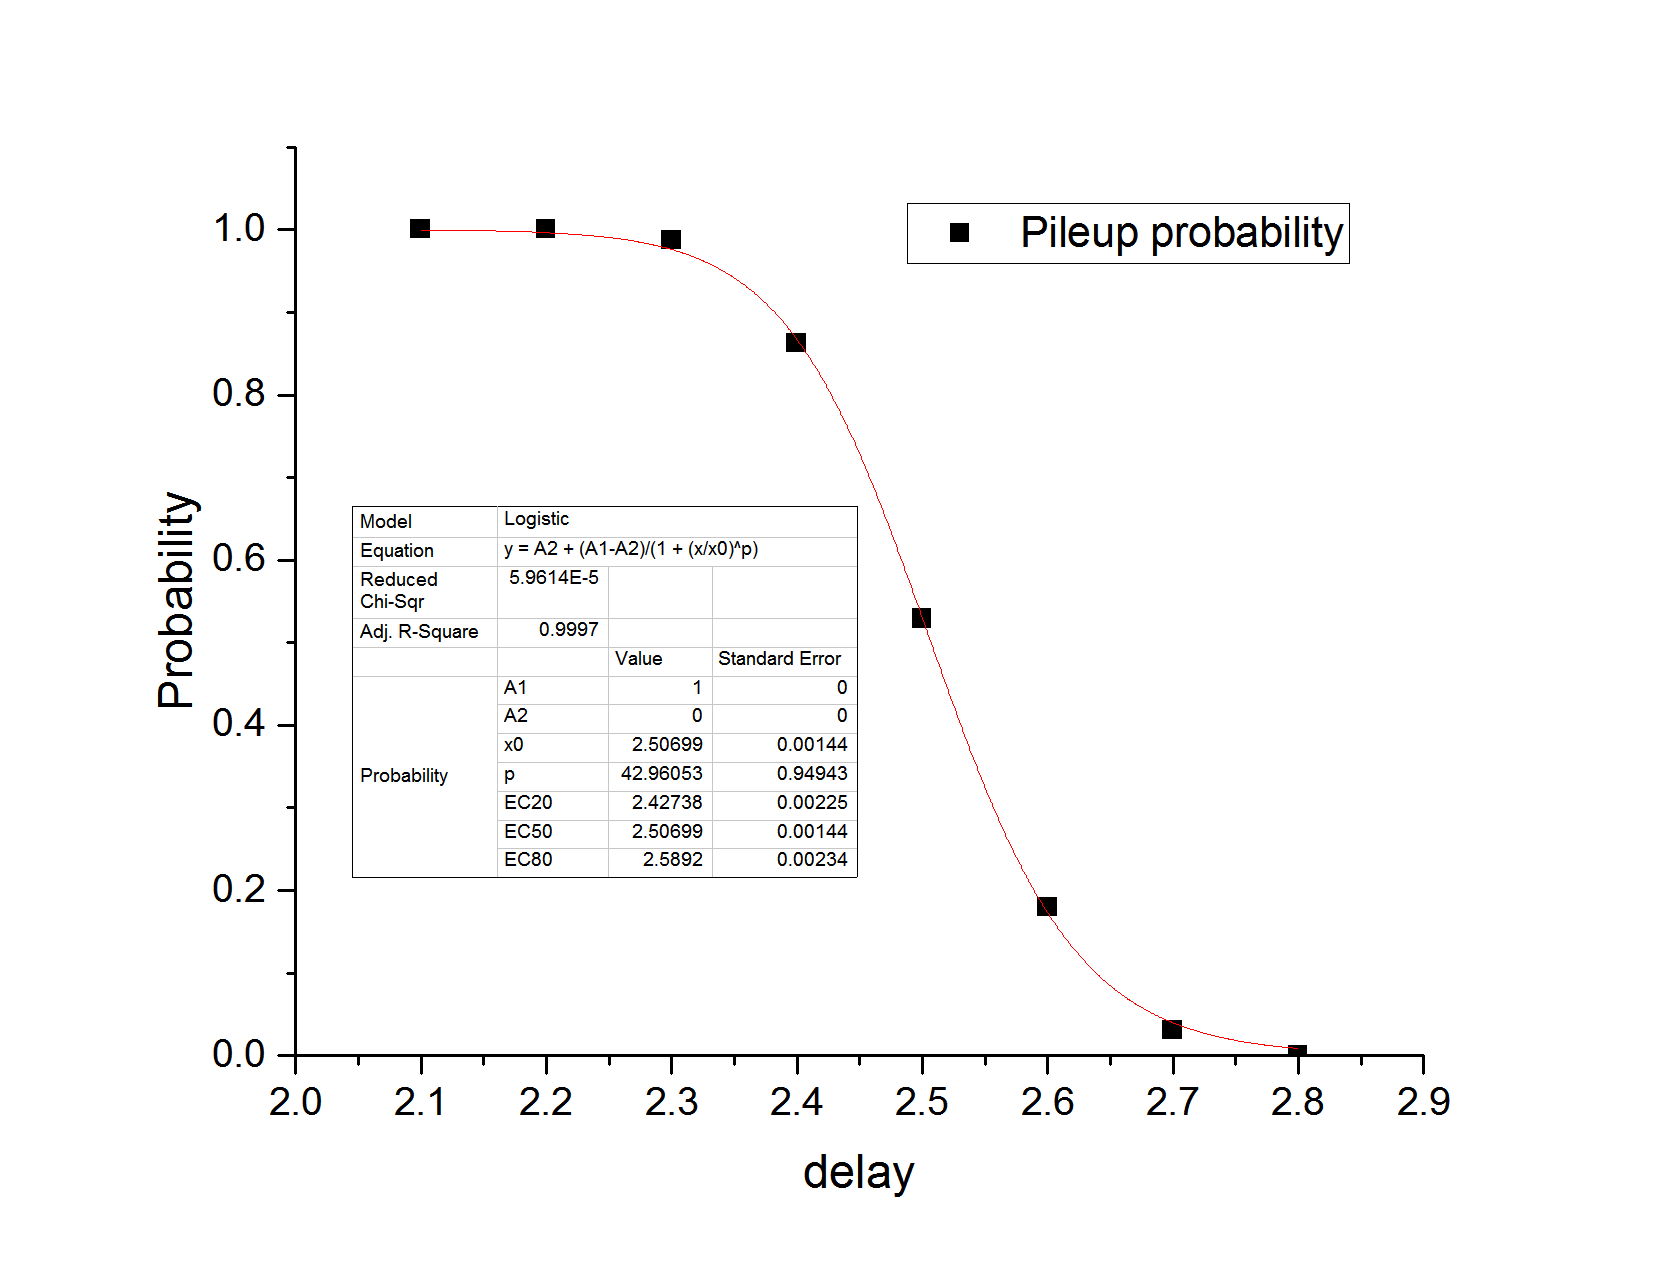 Pileup probability
1.0
0.8
0.6
0.4
0.2
0.0
Probability
Model Logistic
Equation y = A2 + (A1-A2)/(1 + (x/x0)^p)
Reduced Chi-Sqr 5.9614E-5
Adj. R-Square 0.9997
Value Standard Error
Probability
A1 1 0
A2 0 0
x0 2.50699 0.00144
p 42.96053 0.94943
EC20 2.42738 0.00225
EC50 2.50699 0.00144
EC80 2.5892 0.00234
2.0 2.1 2.2 2.3 2.4 2.5 2.6 2.7 2.8 2.9
delay